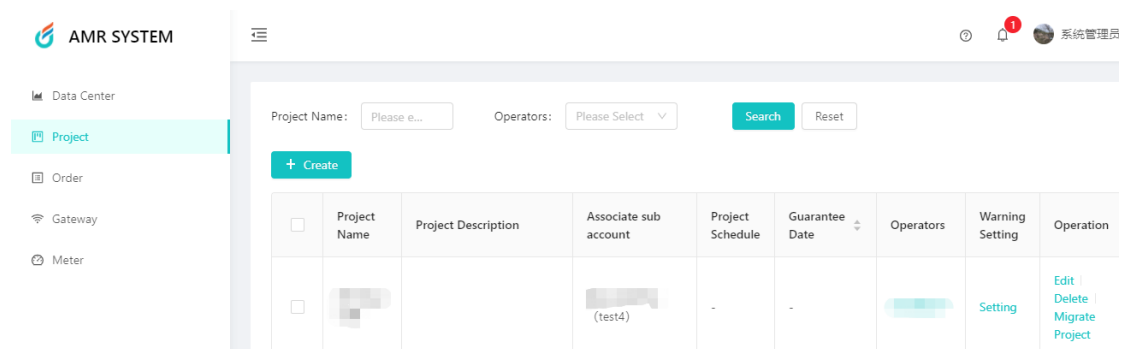 AMR SYSTEM
1
系统管理员
Data Center
Project
Order
Gateway
Meter
Project Name:
Please e...
Operators:
Please Select
Search
Reset
+ Create
Project
Name
Project Description
Associate sub
account
Project
Schedule
Guarantee
Date
Operators
Warning
Setting
Operation
(test4)
-
-
Setting
Edit
Delete
Migrate
Project